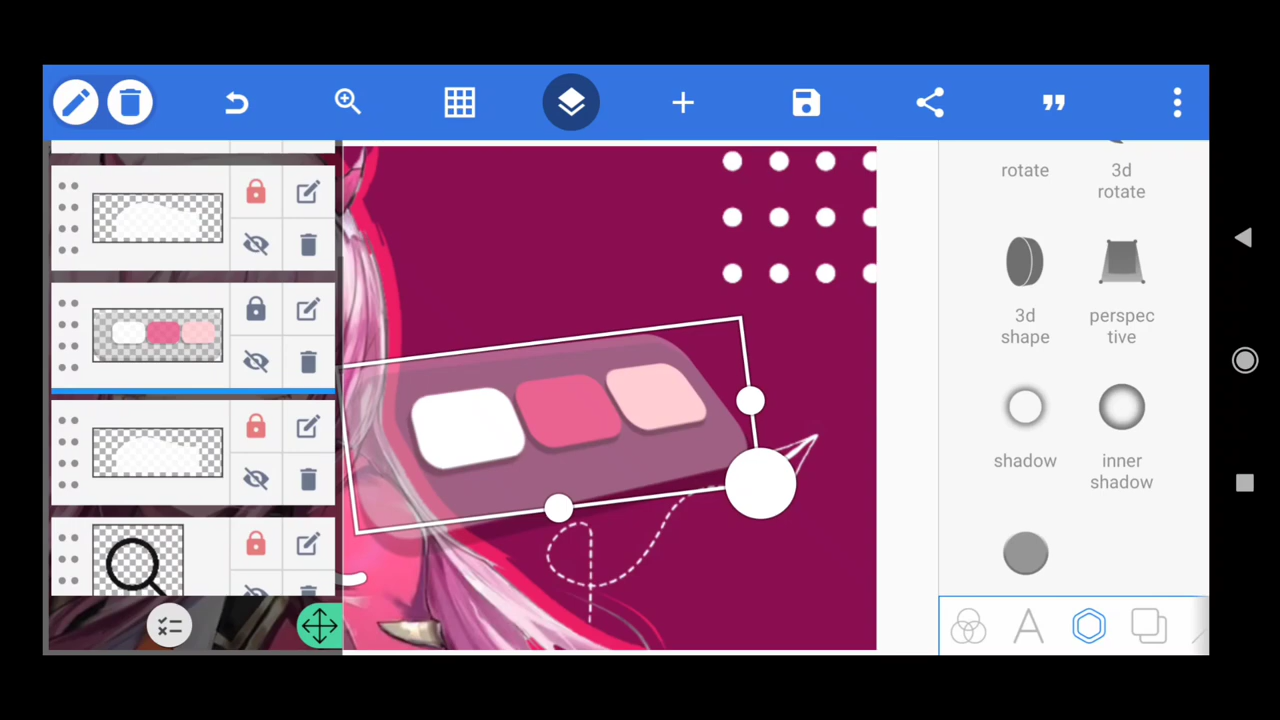 rotate
3d
rotate
3d
shape
perspec
tive
shadow
inner
shadow